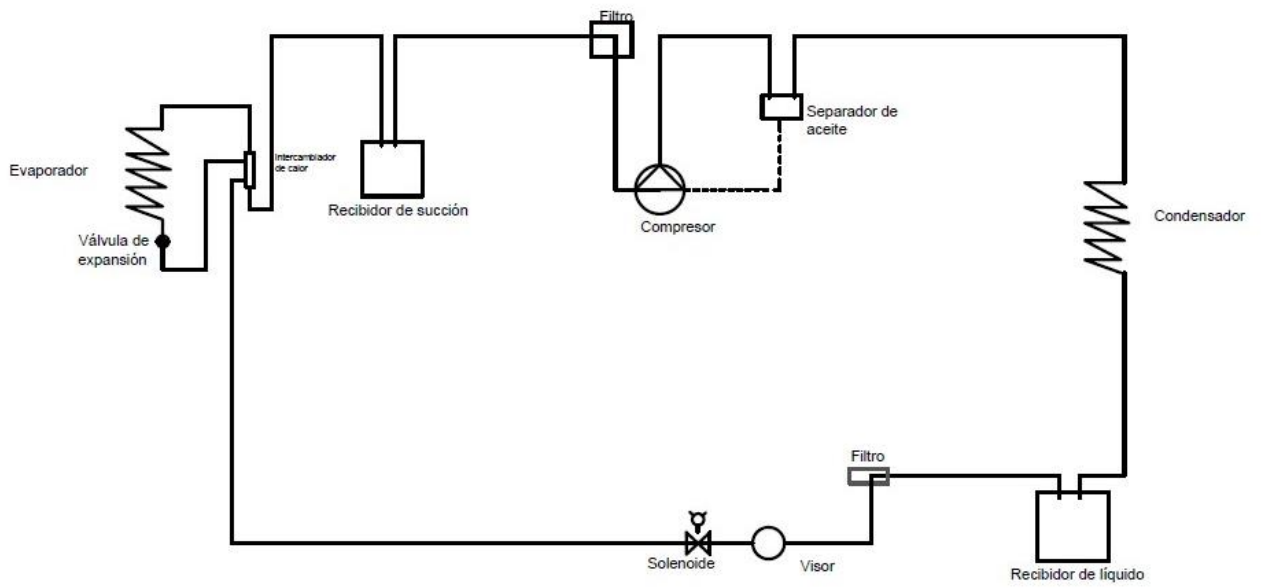 Filtro
Separador de
aceite
Intercambiador
de calor
Evaporador
Recibidor de succión
Compresor
Condensador
Válvula de
expansión
Filtro
Solenoide
Visor
Recibidor de líquido